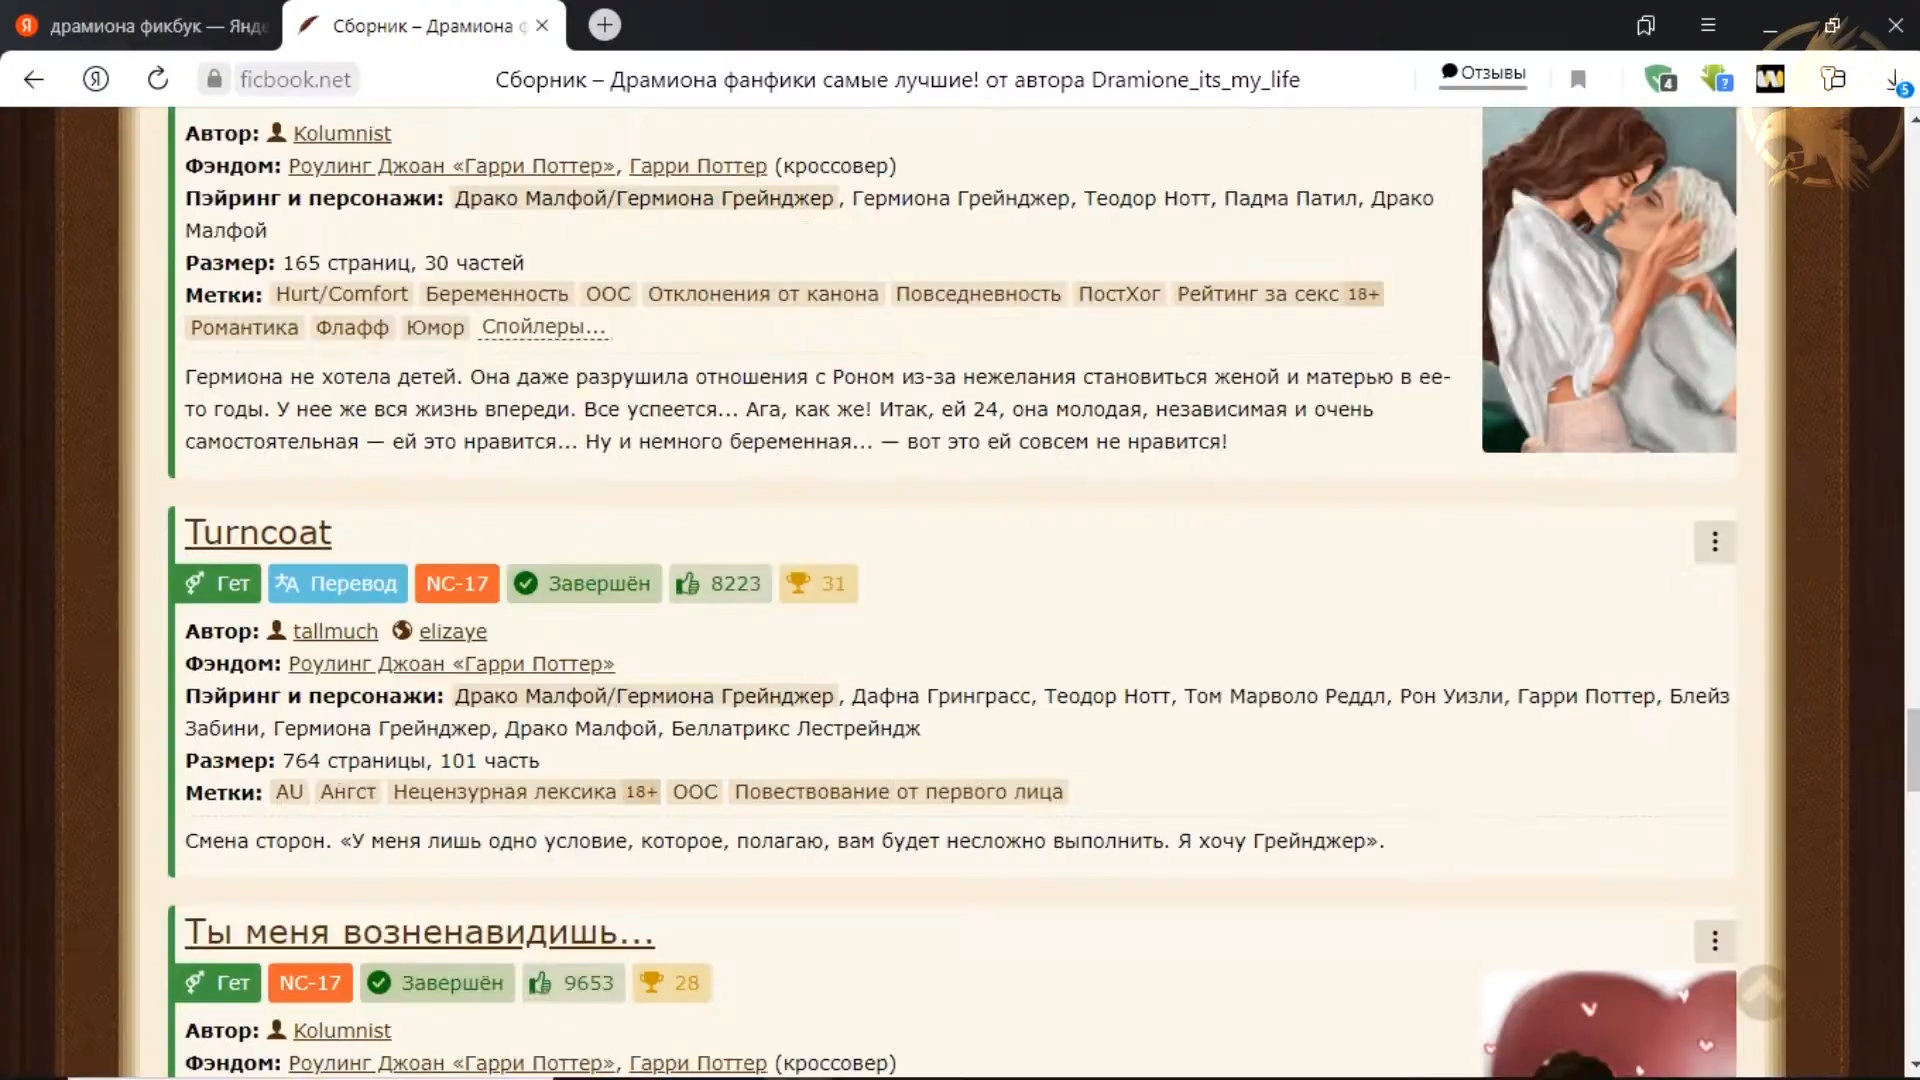 драмиона фикбук — Янде
Сборник – Драмиона ф
ficbook.net
Сборник – Драмиона фанфики самые лучшие! от автора Dramione_its_my_life
Отзывы
4
?
5
Автор: Kolumnist
Фэндом: Роулинг Джоан «Гарри Поттер», Гарри Поттер (кроссовер)
Пэйринг и персонажи: Драко Малфой/Гермиона Грейнджер, Гермиона Грейнджер, Теодор Нотт, Падма Патил, Драко
Малфой
Размер: 165 страниц, 30 частей
Метки: Hurt/Comfort Беременность ООС Отклонения от канона Повседневность ПостХог Рейтинг за секс 18+
Романтика Флафф Юмор Спойлеры...
Гермиона не хотела детей. Она даже разрушила отношения с Роном из-за нежелания становиться женой и матерью в ее-
то годы. У нее же вся жизнь впереди. Все успеется... Ага, как же! Итак, ей 24, она молодая, независимая и очень
самостоятельная — ей это нравится... Ну и немного беременная... — вот это ей совсем не нравится!
Turncoat
Гет Перевод NC-17 Завершён 8223 31
Автор: tallmuch elizaye
Фэндом: Роулинг Джоан «Гарри Поттер»
Пэйринг и персонажи: Драко Малфой/Гермиона Грейнджер, Дафна Гринграсс, Теодор Нотт, Том Марволо Реддл, Рон Уизли, Гарри Поттер, Блейз
Забини, Гермиона Грейнджер, Драко Малфой, Беллатрикс Лестрейндж
Размер: 764 страницы, 101 часть
Метки: AU Ангст Нецензурная лексика 18+ ООС Повествование от первого лица
Смена сторон. «У меня лишь одно условие, которое, полагаю, вам будет несложно выполнить. Я хочу Грейнджер».
Ты меня возненавидишь...
Гет NC-17 Завершён 9653 28
Автор: Kolumnist
Фэндом: Роулинг Джоан «Гарри Поттер», Гарри Поттер (кроссовер)